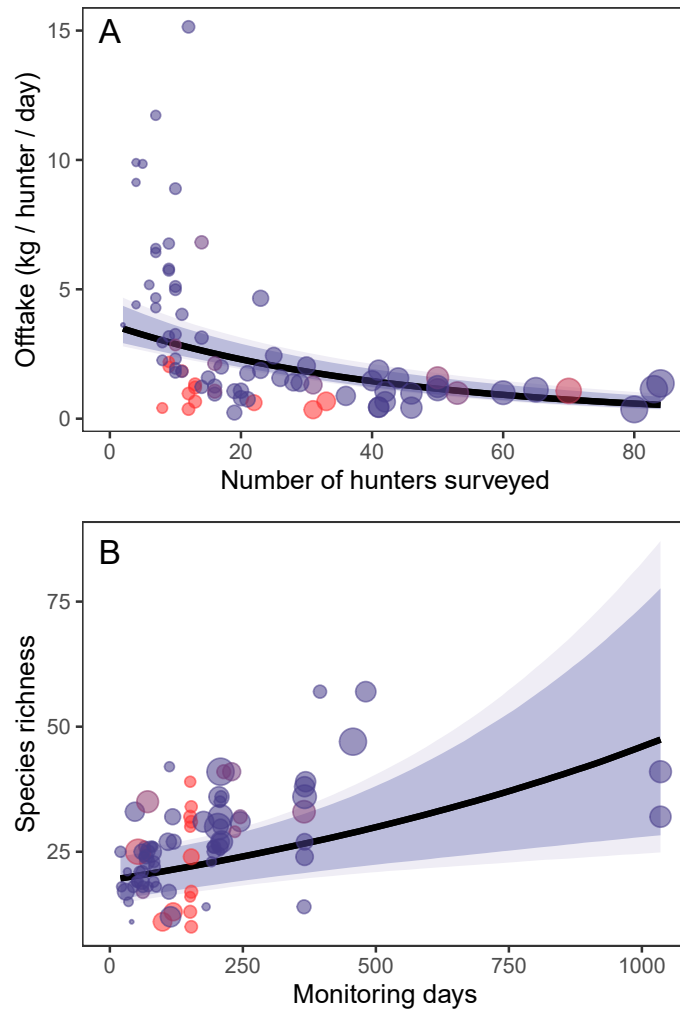 A
15
10
5
0
Offtake (kg / hunter / day)
0 20 40 60 80
Number of hunters surveyed
B
75
50
25
Species richness
0 250 500 750 1000
Monitoring days